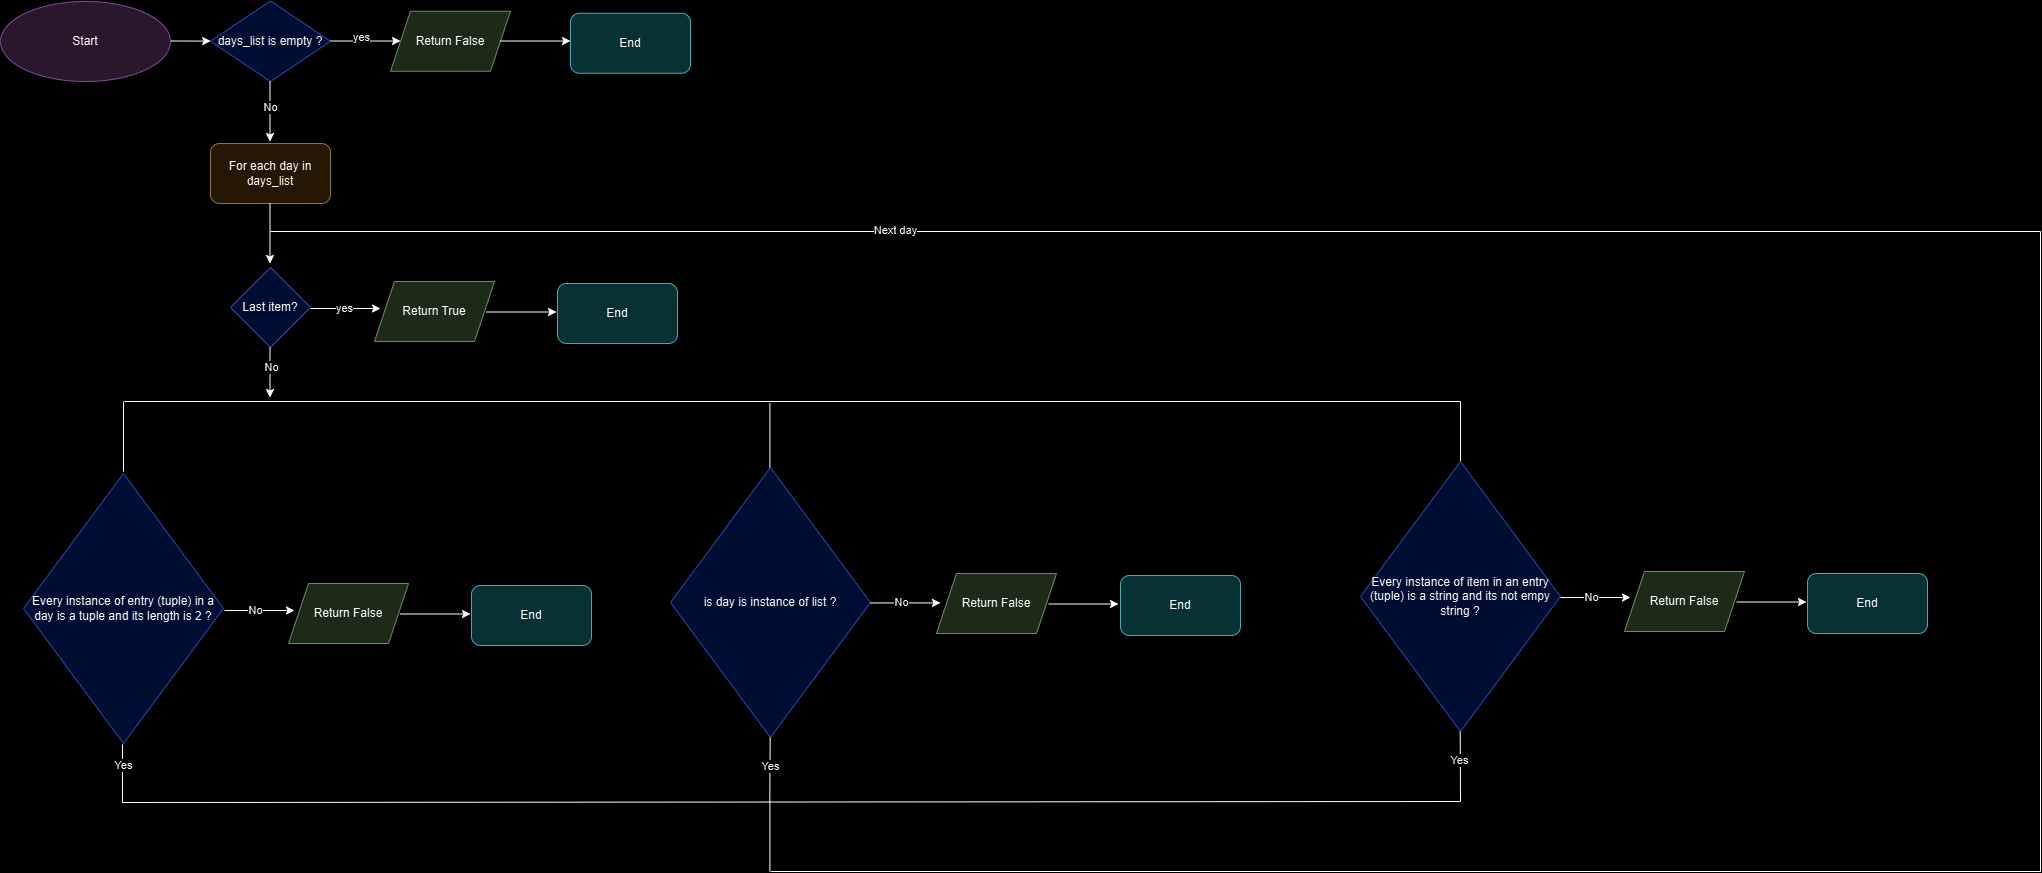 Start
days_list is empty ?
yes
Return False
End
No
For each day in
days_list
Next day
Last item?
yes
Return True
End
No
Every instance of entry (tuple) in a
day is a tuple and its length is 2 ?
No
Return False
End
is day is instance of list ?
No
Return False
End
Every instance of item in an entry
(tuple) is a string and its not empty
string ?
No
Return False
End
Yes
Yes
Yes